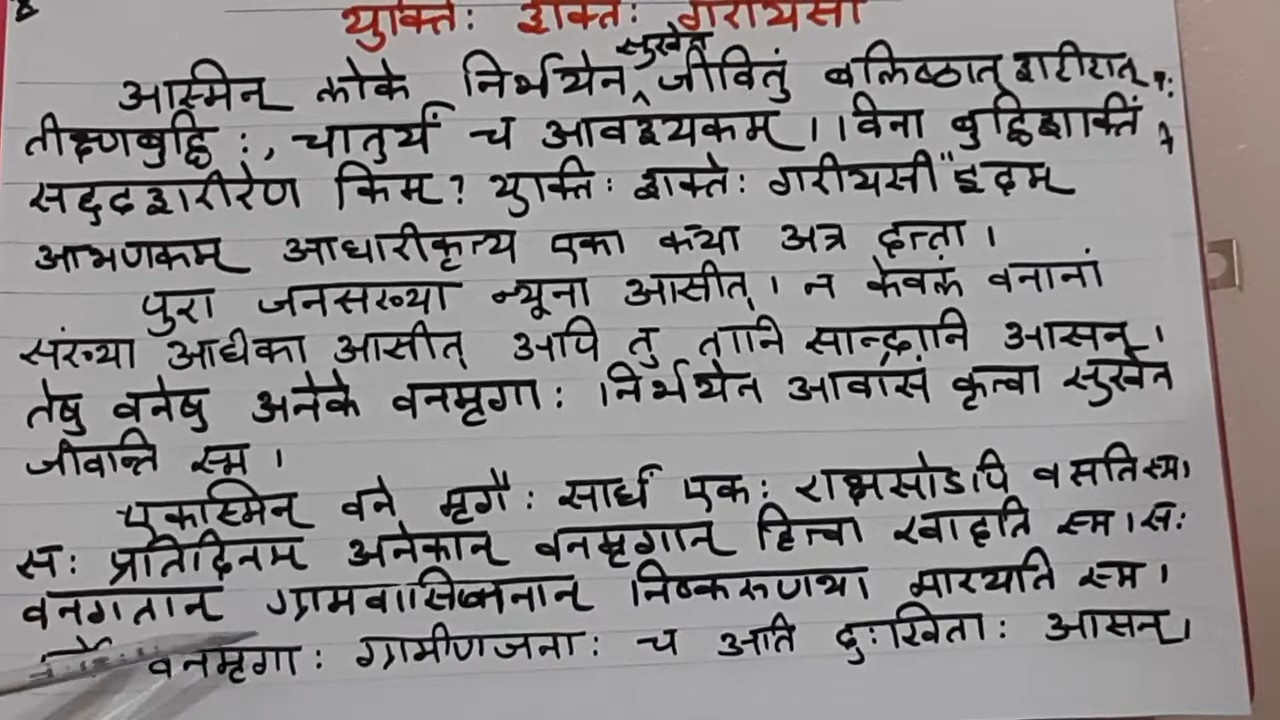 युक्तिः शक्तेः गरीयसी
अस्मिन् लोके निर्भयेन सुखेन जीवितुं बलिष्ठात् शरीरात्
तीक्ष्णबुद्धिः, चातुर्यं च आवश्यकम् ।। विना बुद्धिशक्तिं
सदृढशरीरेण किम् ? युक्तिः शक्तेः गरीयसी" इदम्
आभणकम् आधारीकृत्य एका कथा अत्र दत्ता ।
पुरा जनसंख्या न्यूना आसीत् । न केवलं वनानां
संख्या अधिका आसीत् अपि तु तानि सान्द्रानि आसन् ।
तेषु वनेषु अनेके वनमृगाः निर्भयेन आवासं कृत्वा सुखेन
जीवन्ति स्म ।
एकस्मिन् वने मृगैः सार्धं एकः राक्षसोऽपि वसति स्म ।
सः प्रतिदिनम् अनेकान् वनमृगान् हित्वा खादति स्म । सः
वनगतान् ग्रामवासिजनान् निष्करुणया मारयति स्म ।
वनमृगाः ग्रामीणजनाः च अति दुःखिताः आसन् ।